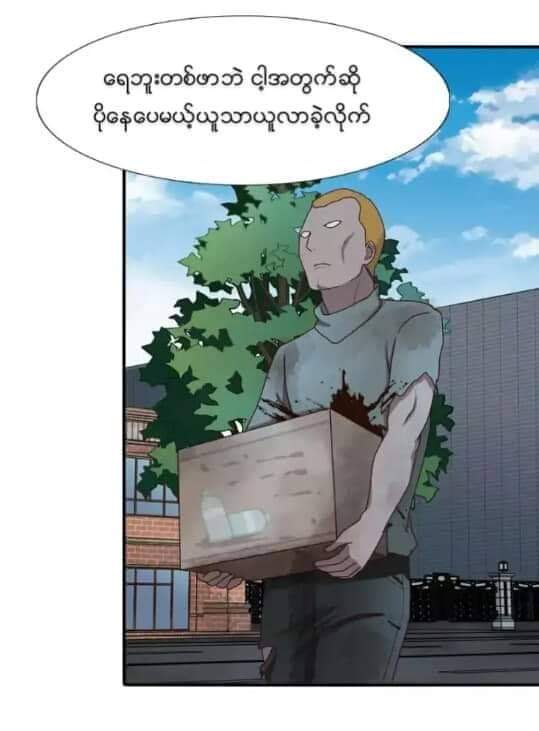 ရေဘူးတစ်ဖာဘဲ ငါ့အတွက်ဆို
ပိုနေပေမယ့်ယူသာယူလာခဲ့လိုက်